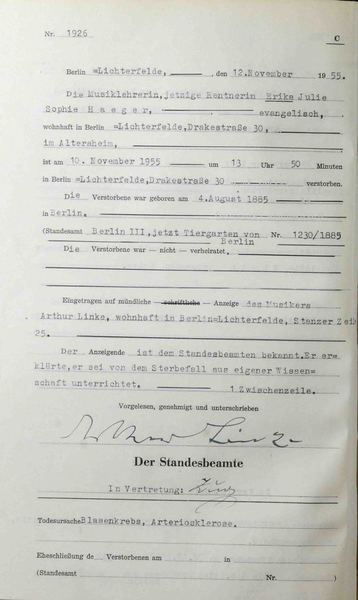 Nr. 1926
C
Berlin =Lichterfelde, den 12.November 1955.
Die Musiklehrerin, jetzige Rentnerin Erika Julie
Sophie Haeger, evangelisch,
wohnhaft in Berlin =Lichterfelde, Drakestraße 30,
im Altersheim,
ist am 10. November 1955 um 13 Uhr 50 Minuten
in Berlin =Lichterfelde, Drakestraße 30 verstorben.
Die Verstorbene war geboren am 4.August 1885
in Berlin.
(Standesamt Berlin III, jetzt Tiergarten von Nr. 1230/1885
Berlin
Die Verstorbene war — nicht — verheiratet.
Eingetragen auf mündliche — schriftliche — Anzeige des Musikers
Arthur Linke, wohnhaft in Berlin=Lichterfelde, Stanzer Zeile
25.
Der Anzeigende ist dem Standesbeamten bekannt. Er er=
klärte, er sei von dem Sterbefall aus eigener Wissen=
schaft unterrichtet. 1 Zwischenzeile.
Vorgelesen, genehmigt und unterschrieben
Arthur Linke
Der Standesbeamte
In Vertretung:
Todesursache Blasenkrebs, Arteriosklerose.
Eheschließung de Verstorbenen am in
(Standesamt Nr. )